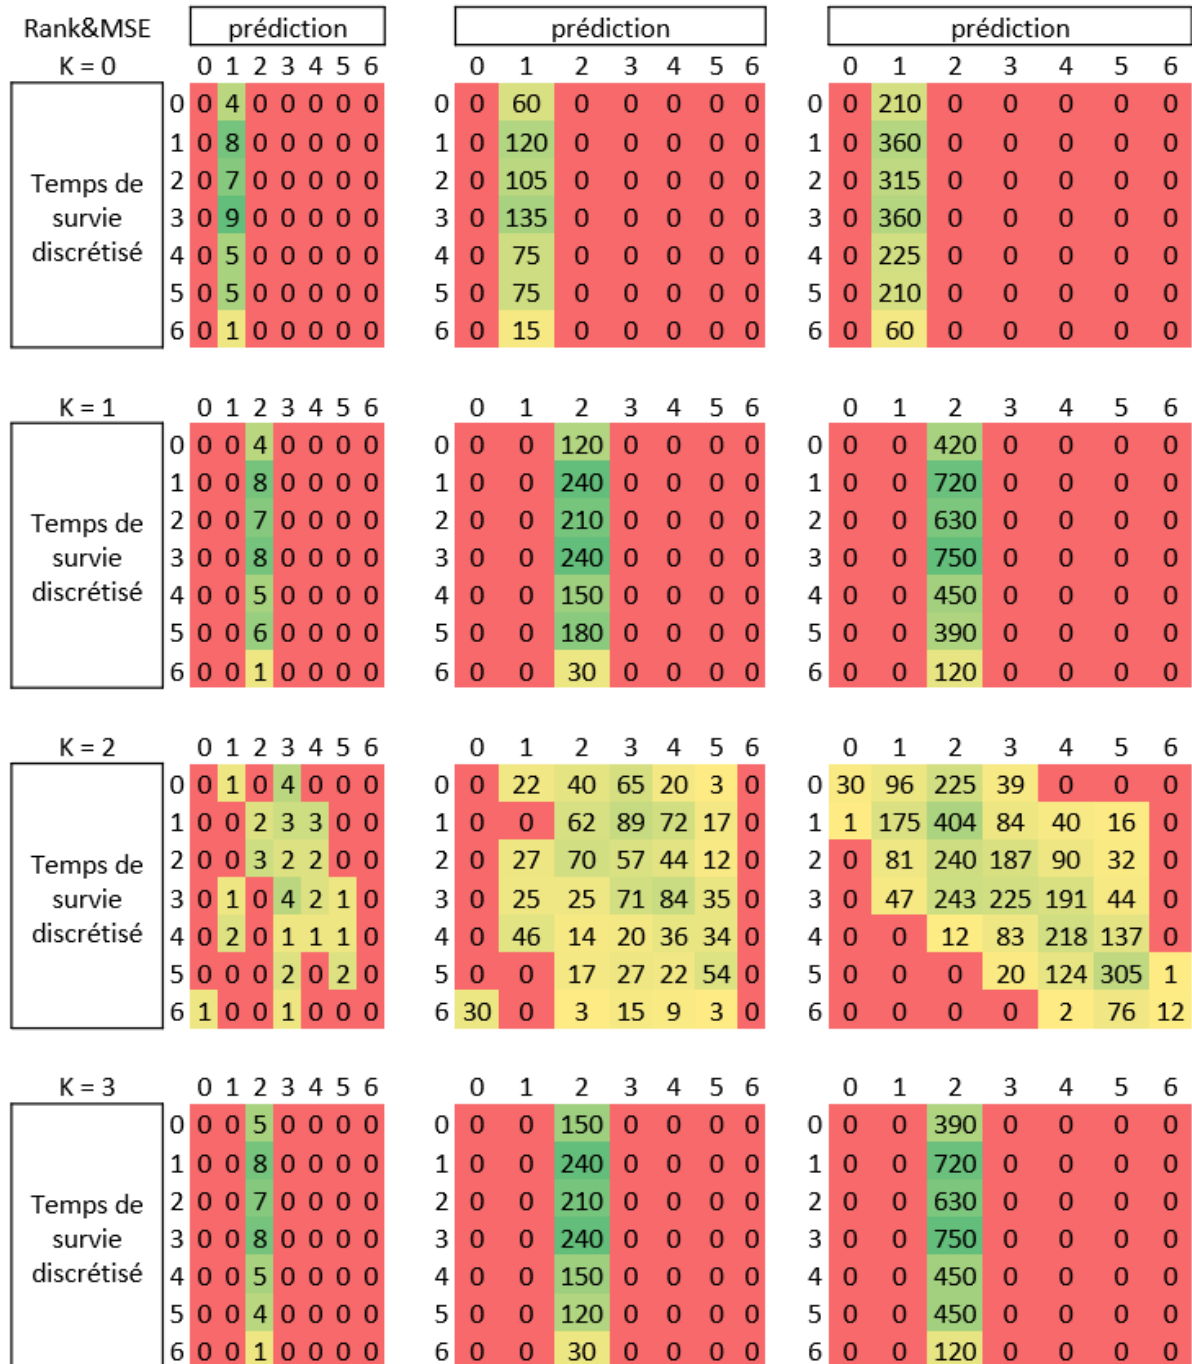 Rank&MSE prédiction prédiction prédiction
K = 0 0 1 2 3 4 5 6 0 1 2 3 4 5 6 0 1 2 3 4 5 6
0 0 4 0 0 0 0 0 0 0 60 0 0 0 0 0 0 0 210 0 0 0 0 0
1 0 8 0 0 0 0 0 1 0 120 0 0 0 0 0 1 0 360 0 0 0 0 0
Temps de 2 0 7 0 0 0 0 0 2 0 105 0 0 0 0 0 2 0 315 0 0 0 0 0
survie 3 0 9 0 0 0 0 0 3 0 135 0 0 0 0 0 3 0 360 0 0 0 0 0
discrétisé 4 0 5 0 0 0 0 0 4 0 75 0 0 0 0 0 4 0 225 0 0 0 0 0
5 0 5 0 0 0 0 0 5 0 75 0 0 0 0 0 5 0 210 0 0 0 0 0
6 0 1 0 0 0 0 0 6 0 15 0 0 0 0 0 6 0 60 0 0 0 0 0
K = 1 0 1 2 3 4 5 6 0 1 2 3 4 5 6 0 1 2 3 4 5 6
0 0 0 4 0 0 0 0 0 0 0 120 0 0 0 0 0 0 0 420 0 0 0 0
1 0 0 8 0 0 0 0 1 0 0 240 0 0 0 0 1 0 0 720 0 0 0 0
Temps de 2 0 0 7 0 0 0 0 2 0 0 210 0 0 0 0 2 0 0 630 0 0 0 0
survie 3 0 0 8 0 0 0 0 3 0 0 240 0 0 0 0 3 0 0 750 0 0 0 0
discrétisé 4 0 0 5 0 0 0 0 4 0 0 150 0 0 0 0 4 0 0 450 0 0 0 0
5 0 0 6 0 0 0 0 5 0 0 180 0 0 0 0 5 0 0 390 0 0 0 0
6 0 0 1 0 0 0 0 6 0 0 30 0 0 0 0 6 0 0 120 0 0 0 0
K = 2 0 1 2 3 4 5 6 0 1 2 3 4 5 6 0 1 2 3 4 5 6
0 0 1 0 4 0 0 0 0 0 22 40 65 20 3 0 0 30 96 225 39 0 0 0
1 0 0 2 3 3 0 0 1 0 0 62 89 72 17 0 1 1 175 404 84 40 16 0
Temps de 2 0 0 3 2 2 0 0 2 0 27 70 57 44 12 0 2 0 81 240 187 90 32 0
survie 3 0 1 0 4 2 1 0 3 0 25 25 71 84 35 0 3 0 47 243 225 191 44 0
discrétisé 4 0 2 0 1 1 1 0 4 0 46 14 20 36 34 0 4 0 0 12 83 218 137 0
5 0 0 0 2 0 2 0 5 0 0 17 27 22 54 0 5 0 0 0 20 124 305 1
6 1 0 0 1 0 0 0 6 30 0 3 15 9 3 0 6 0 0 0 0 2 76 12
K = 3 0 1 2 3 4 5 6 0 1 2 3 4 5 6 0 1 2 3 4 5 6
0 0 0 5 0 0 0 0 0 0 0 150 0 0 0 0 0 0 0 390 0 0 0 0
1 0 0 8 0 0 0 0 1 0 0 240 0 0 0 0 1 0 0 720 0 0 0 0
Temps de 2 0 0 7 0 0 0 0 2 0 0 210 0 0 0 0 2 0 0 630 0 0 0 0
survie 3 0 0 8 0 0 0 0 3 0 0 240 0 0 0 0 3 0 0 750 0 0 0 0
discrétisé 4 0 0 5 0 0 0 0 4 0 0 150 0 0 0 0 4 0 0 450 0 0 0 0
5 0 0 4 0 0 0 0 5 0 0 120 0 0 0 0 5 0 0 450 0 0 0 0
6 0 0 1 0 0 0 0 6 0 0 30 0 0 0 0 6 0 0 120 0 0 0 0